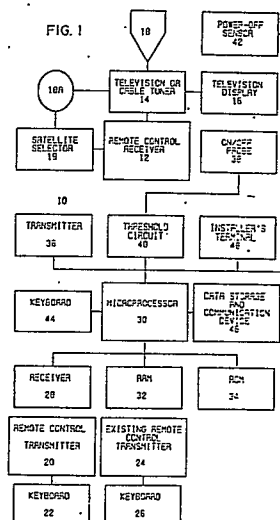 FIG. 1
18
POWER-OFF
SENSOR
42
18A
TELEVISION OR
CABLE TUNER
14
TELEVISION
DISPLAY
16
SATELLITE
SELECTOR
19
REMOTE CONTROL
RECEIVER
12
ON/OFF
PROBE
38
10
TRANSMITTER
36
THRESHOLD
CIRCUIT
40
INSTALLER'S
TERMINAL
48
KEYBOARD
44
MICROPROCESSOR
30
DATA STORAGE
AND
COMMUNICATION
DEVICE
46
RECEIVER
28
RAM
32
ROM
34
REMOTE CONTROL
TRANSMITTER
20
EXISTING REMOTE
CONTROL
TRANSMITTER
24
KEYBOARD
22
KEYBOARD
26